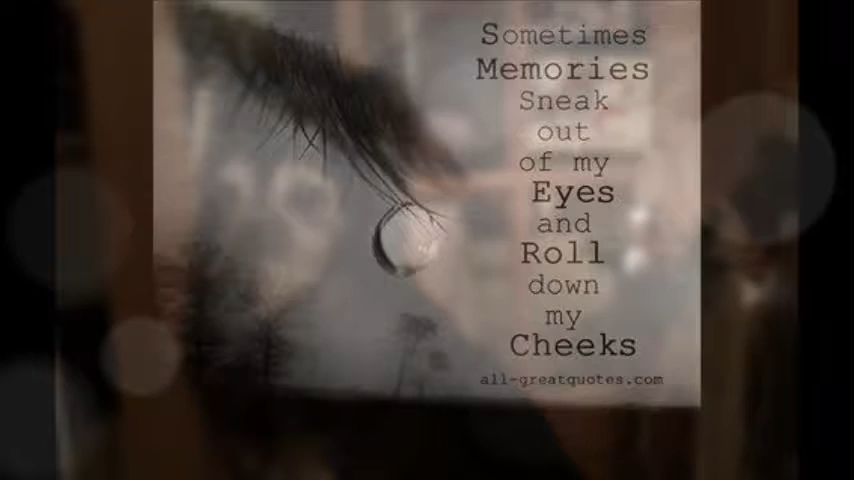 Sometimes
Memories
Sneak
out
of my
Eyes
and
Roll
down
my
Cheeks
all-greatquotes.com